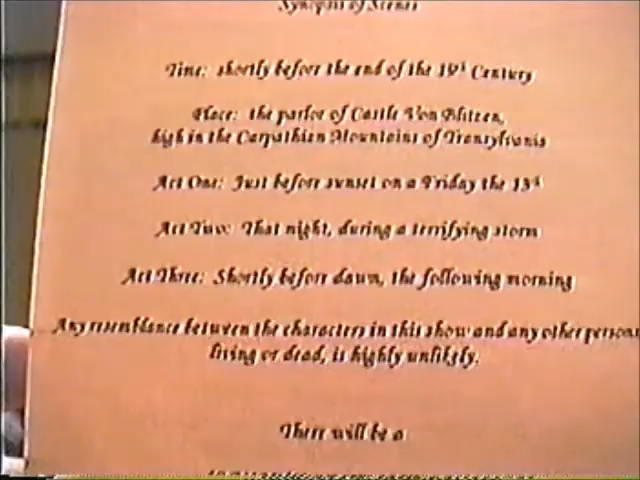 Synopsis of Scenes
Time: shortly before the end of the 19th Century
Place: the parlor of Castle Von Blitzen,
high in the Carpathian Mountains of Transylvania
Act One: Just before sunset on a Friday the 13th
Act Two: That night, during a terrifying storm
Act Three: Shortly before dawn, the following morning
Any resemblance between the characters in this show and any other persons
living or dead, is highly unlikely.
There will be a